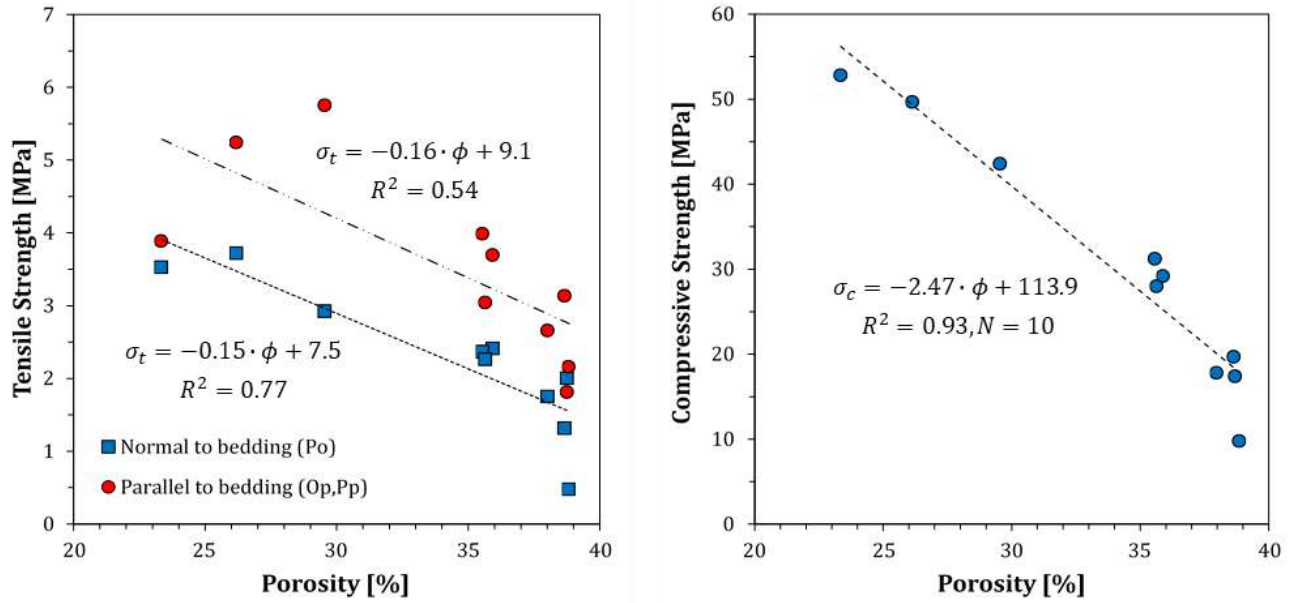 7
6
5
4
3
2
1
0
Tensile Strength [MPa]
σₜ = −0.16 · ϕ + 9.1
R² = 0.54
σₜ = −0.15 · ϕ + 7.5
R² = 0.77
Normal to bedding (Po)
Parallel to bedding (Op,Pp)
20 25 30 35 40
Porosity [%]
60
50
40
30
20
10
0
Compressive Strength [MPa]
σ_c = −2.47 · ϕ + 113.9
R² = 0.93, N = 10
20 25 30 35 40
Porosity [%]